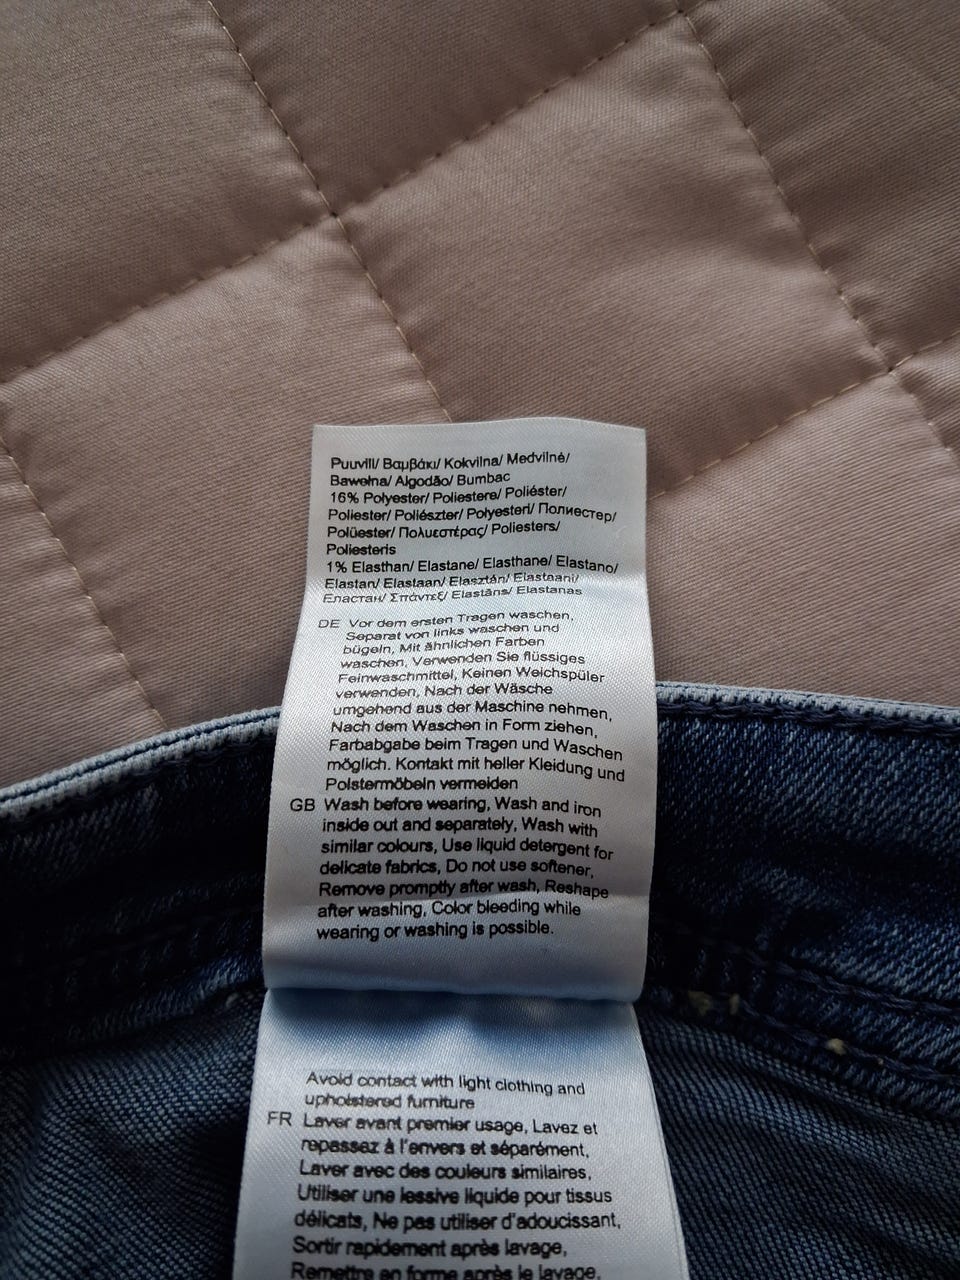 Puuvill/ Βαμβάκι/ Kokvilna/ Medvilnė/
Bawełna/ Algodão/ Bumbac
16% Polyester/ Poliestere/ Poliéster/
Poliester/ Poliészter/ Polyesteri/ Полиестер/
Polüester/ Πολυεστέρας/ Poliesters/
Poliesteris
1% Elasthan/ Elastane/ Elasthane/ Elastano/
Elastan/ Elastaan/ Elasztán/ Elastaani/
Еластан/ Σπάντεξ/ Elastāns/ Elastanas
DE Vor dem ersten Tragen waschen,
Separat von links waschen und
bügeln, Mit ähnlichen Farben
waschen, Verwenden Sie flüssiges
Feinwaschmittel, Keinen Weichspüler
verwenden, Nach der Wäsche
umgehend aus der Maschine nehmen,
Nach dem Waschen in Form ziehen,
Farbabgabe beim Tragen und Waschen
möglich. Kontakt mit heller Kleidung und
Polstermöbeln vermeiden
GB Wash before wearing, Wash and iron
inside out and separately, Wash with
similar colours, Use liquid detergent for
delicate fabrics, Do not use softener,
Remove promptly after wash, Reshape
after washing, Color bleeding while
wearing or washing is possible.
Avoid contact with light clothing and
upholstered furniture
FR Laver avant premier usage, Lavez et
repassez à l'envers et séparément,
Laver avec des couleurs similaires,
Utiliser une lessive liquide pour tissus
délicats, Ne pas utiliser d'adoucissant,
Sortir rapidement après lavage,
Remettre en forme après le lavage,